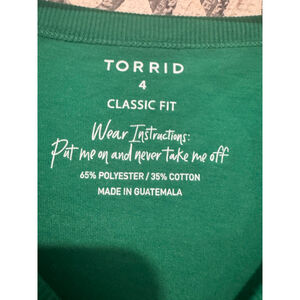 TORRID
4
CLASSIC FIT
Wear Instructions:
Put me on and never take me off
65% POLYESTER / 35% COTTON
MADE IN GUATEMALA